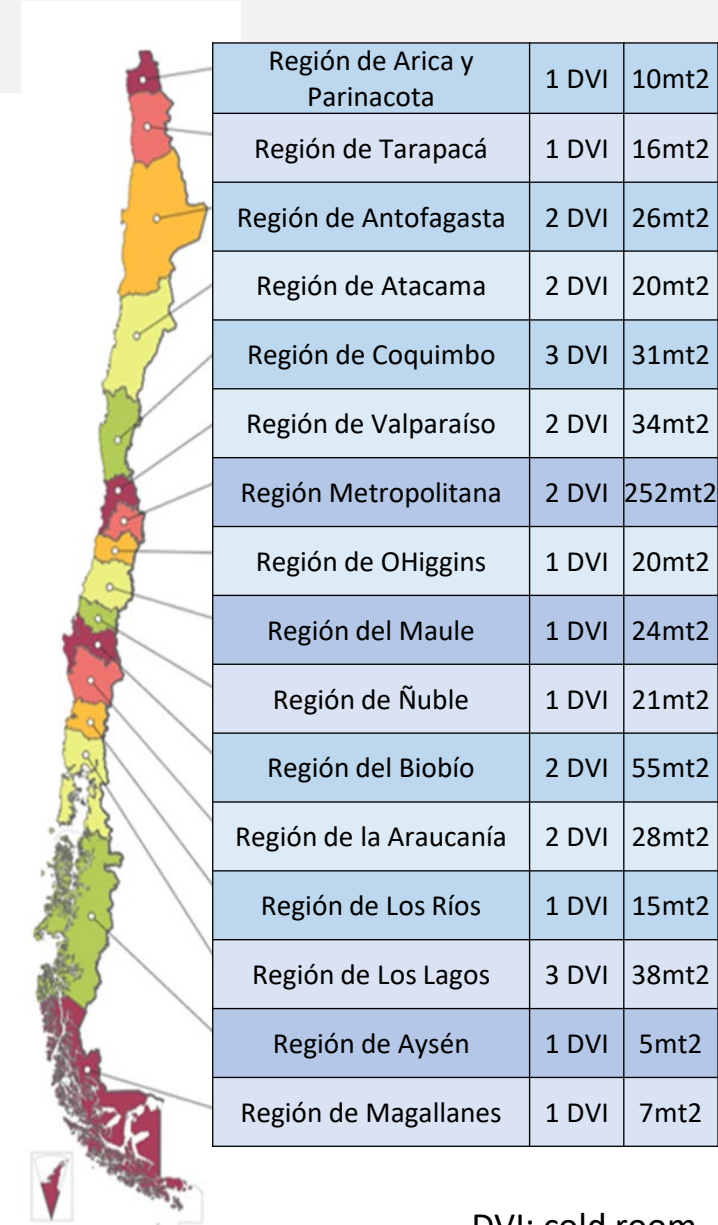 Región de Arica y
Parinacota 1 DVI 10mt2
Región de Tarapacá 1 DVI 16mt2
Región de Antofagasta 2 DVI 26mt2
Región de Atacama 2 DVI 20mt2
Región de Coquimbo 3 DVI 31mt2
Región de Valparaíso 2 DVI 34mt2
Región Metropolitana 2 DVI 252mt2
Región de OHiggins 1 DVI 20mt2
Región del Maule 1 DVI 24mt2
Región de Ñuble 1 DVI 21mt2
Región del Biobío 2 DVI 55mt2
Región de la Araucanía 2 DVI 28mt2
Región de Los Ríos 1 DVI 15mt2
Región de Los Lagos 3 DVI 38mt2
Región de Aysén 1 DVI 5mt2
Región de Magallanes 1 DVI 7mt2
DVI: cold room